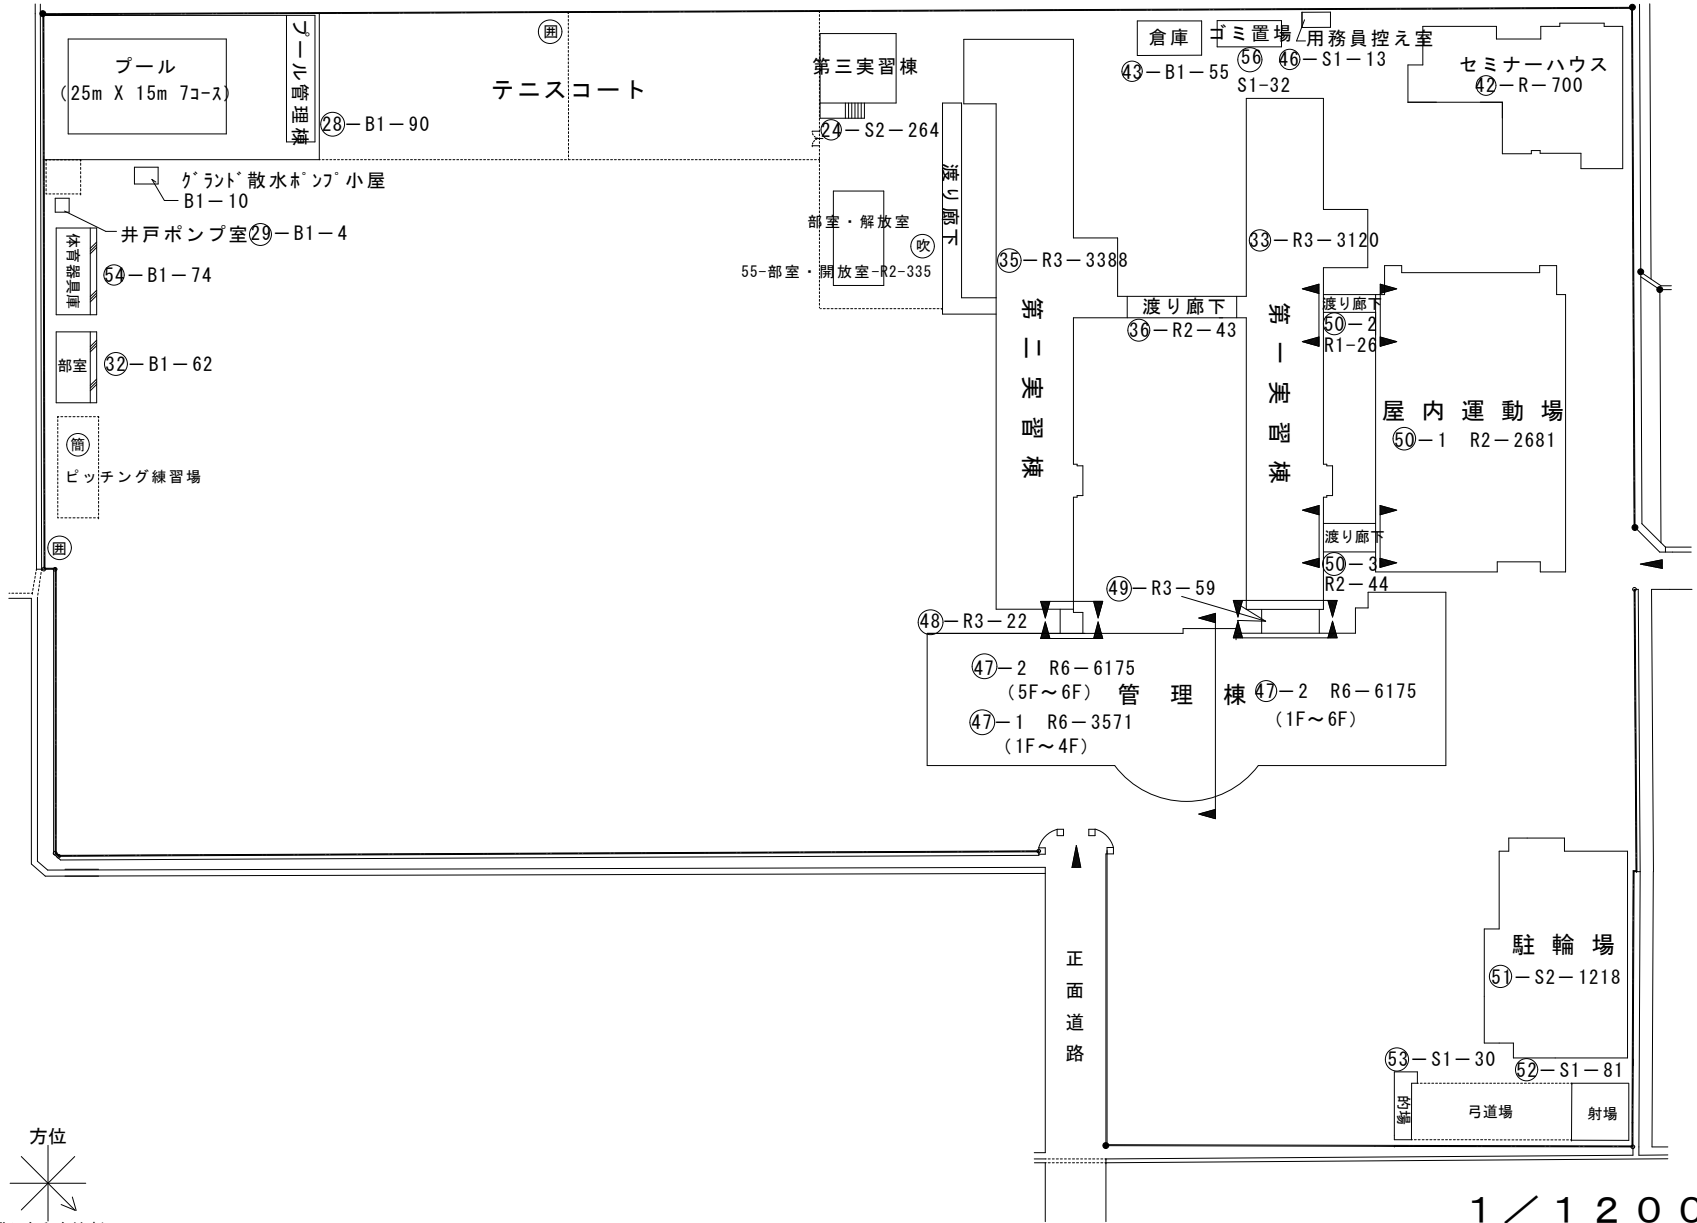 プール
(25m X 15m 7ｺｰｽ)
プール管理棟
㉘－B1－90
囲
テニスコート
第三実習棟
㉔－S2－264
倉庫
㊸－B1－55
ゴミ置場
56
S1-32
用務員控え室
㊻－S1－13
セミナーハウス
㊷－R－700
ｸﾞﾗﾝﾄﾞ散水ﾎﾟﾝﾌﾟ小屋
B1－10
井戸ポンプ室㉙－B1－4
体育器具庫
54－B1－74
部室
㉜－B1－62
簡
ピッチング練習場
囲
部室・解放室
55-部室・開放室-R2-335
吹
渡り廊下
㉟－R3－3388
第二実習棟
渡り廊下
㊱－R2－43
㉝－R3－3120
第一実習棟
渡り廊下
㊿－2
R1-26
屋内運動場
㊿－1 R2－2681
渡り廊下
㊿－3
R2－44
㊾－R3－59
㊽－R3－22
㊼－2 R6－6175
(5F～6F)
㊼－1 R6－3571
(1F～4F)
管理棟
㊼－2 R6－6175
(1F～6F)
正面道路
駐輪場
51－S2－1218
53－S1－30
52－S1－81
的場
弓道場
射場
方位
1／1200